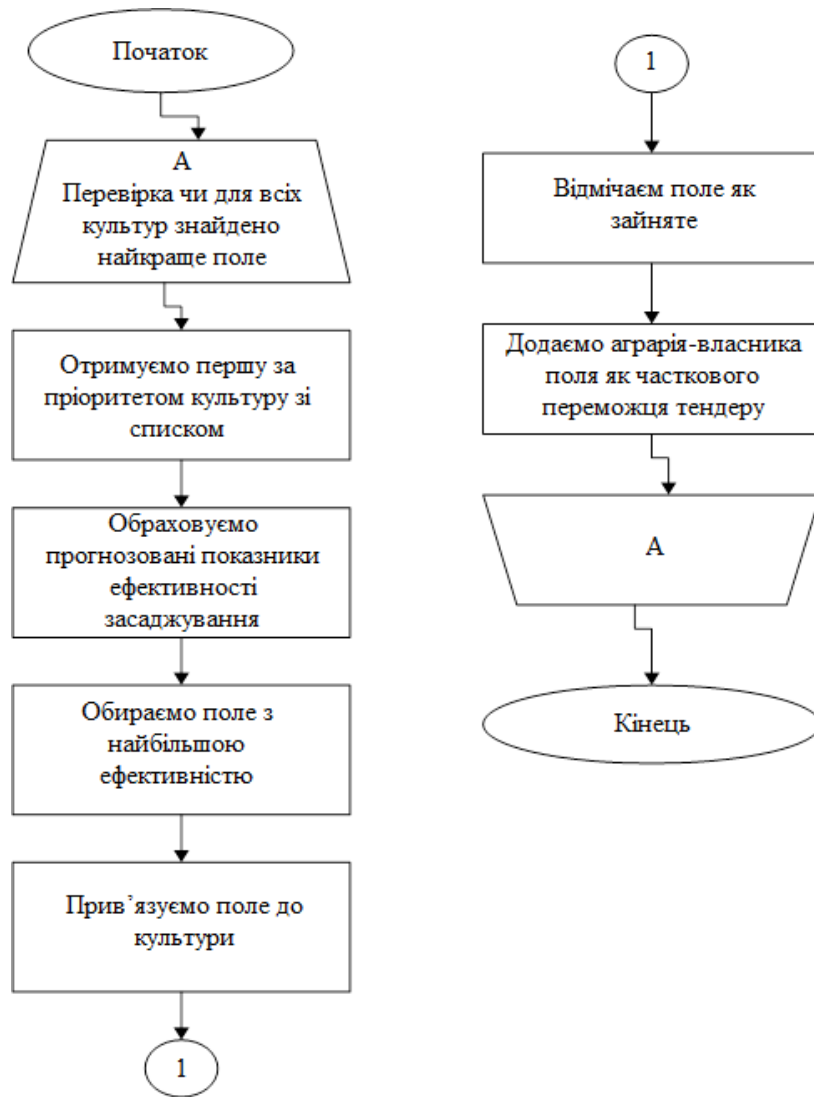 Початок
А
Перевірка чи для всіх
культур знайдено
найкраще поле
Отримуємо першу за
пріоритетом культуру зі
списком
Обраховуємо
прогнозовані показники
ефективності
засаджування
Обираємо поле з
найбільшою
ефективністю
Прив’язуємо поле до
культури
1
1
Відмічаєм поле як
зайняте
Додаємо аграрія-власника
поля як часткового
переможця тендеру
А
Кінець